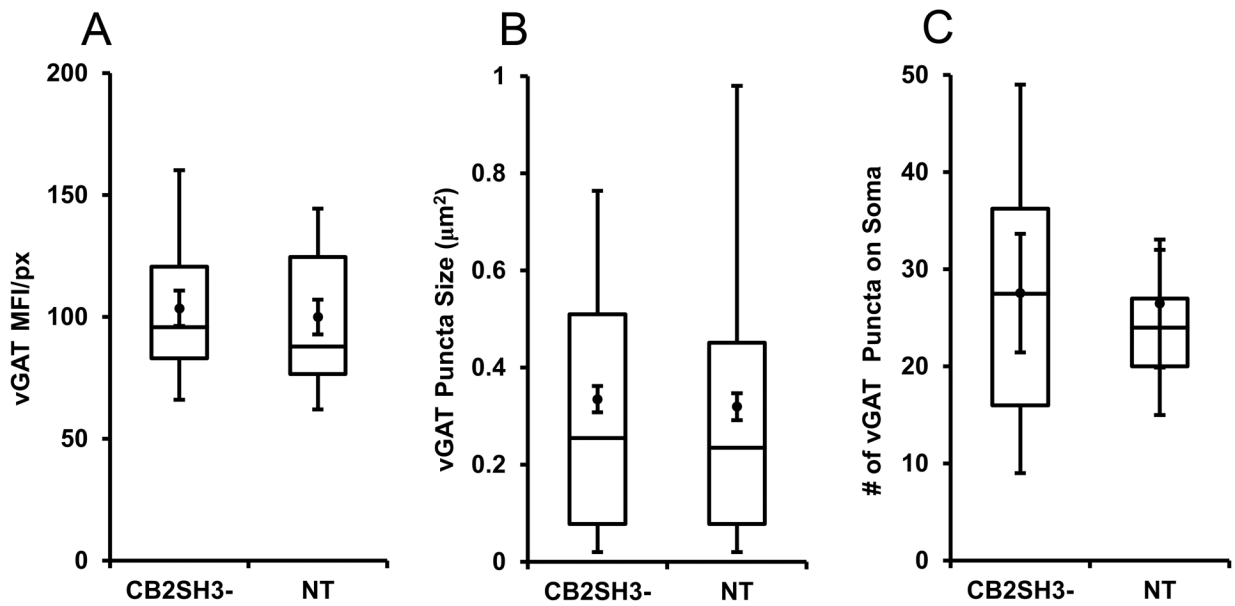 A
vGAT MFI/px
200
150
100
50
0
CB2SH3- NT
B
vGAT Puncta Size (μm²)
1
0.8
0.6
0.4
0.2
0
CB2SH3- NT
C
# of vGAT Puncta on Soma
50
40
30
20
10
0
CB2SH3- NT